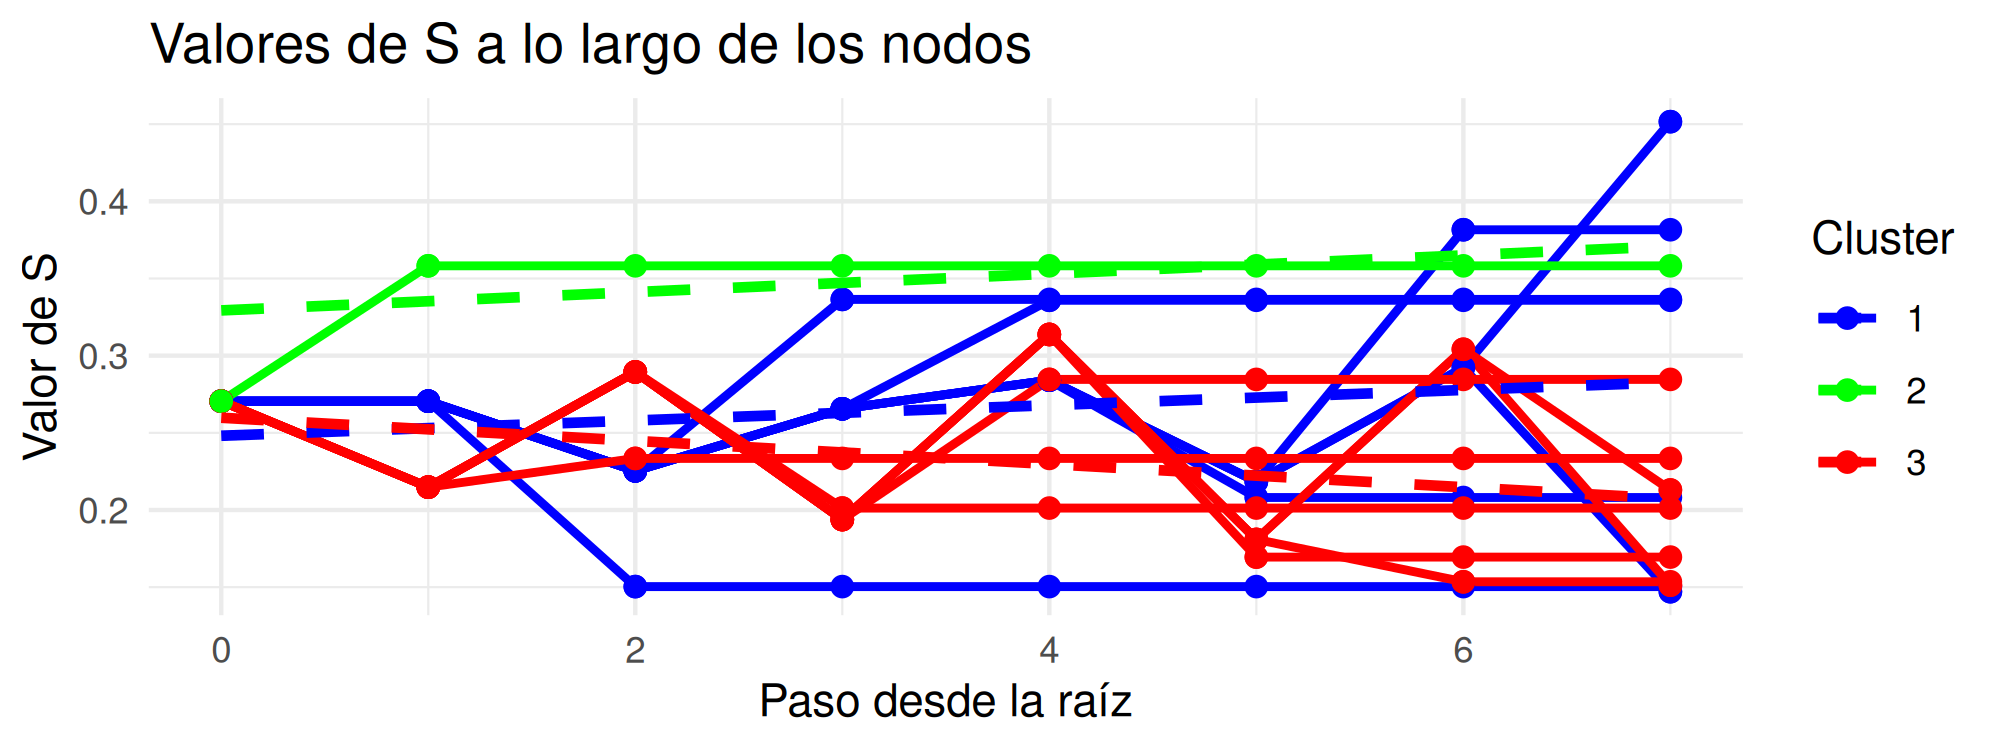 Valores de S a lo largo de los nodos
Valor de S
0.4
0.3
0.2
0
2
4
6
Paso desde la raíz
Cluster
1
2
3